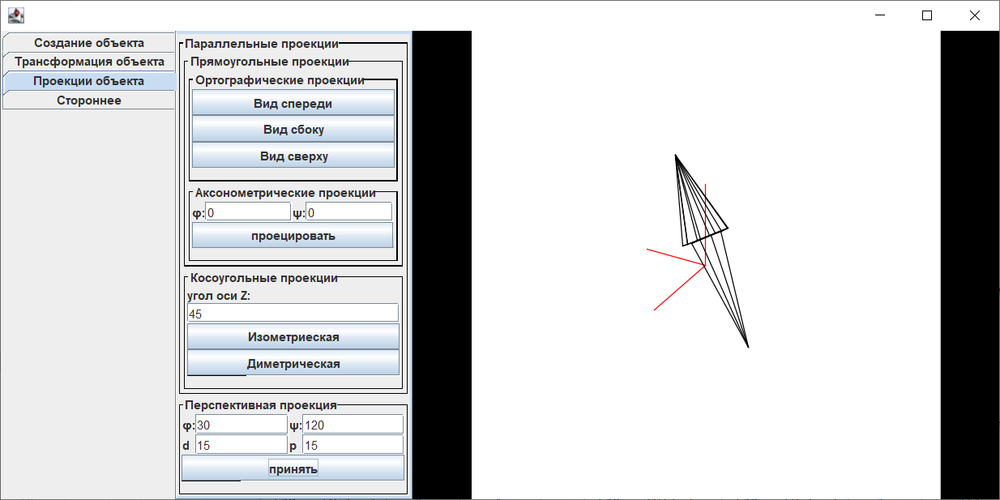 Создание объекта
Трансформация объекта
Проекции объекта
Стороннее
Параллельные проекции
Прямоугольные проекции
Ортографические проекции
Вид спереди
Вид сбоку
Вид сверху
Аксонометрические проекции
φ: 0 ψ: 0
проецировать
Косоугольные проекции
угол оси Z:
45
Изометриеская
Диметрическая
Перспективная проекция
φ: 30 ψ: 120
d 15 p 15
принять